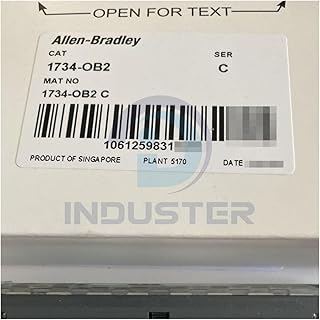 OPEN FOR TEXT
Allen-Bradley
CAT SER
1734-OB2 C
MAT NO
1734-OB2 C
1061259831
PRODUCT OF SINGAPORE PLANT 5170 DATE
INDUSTER